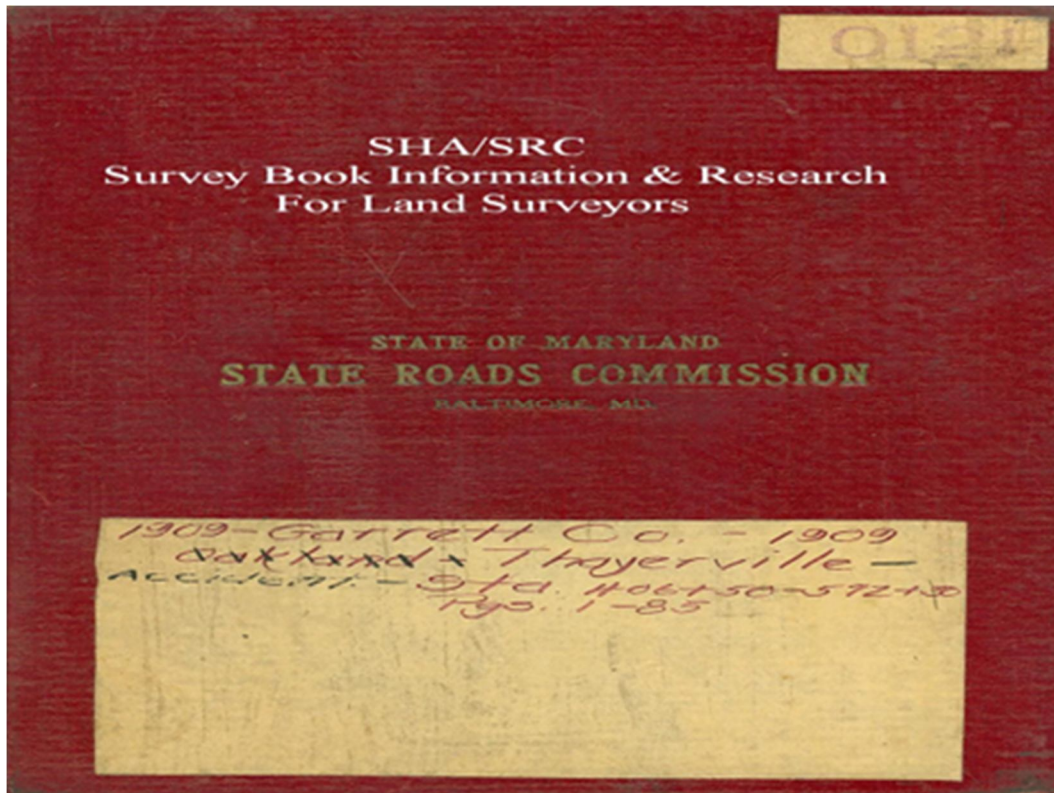 SHA/SRC
Survey Book Information & Research
For Land Surveyors
STATE OF MARYLAND
STATE ROADS COMMISSION
BALTIMORE, MD.
1909 - Garrett Co. - 1909
Oakland - Thayerville -
ACCIDENT - Sta. 406+50-592+50
Pgs. 1-85